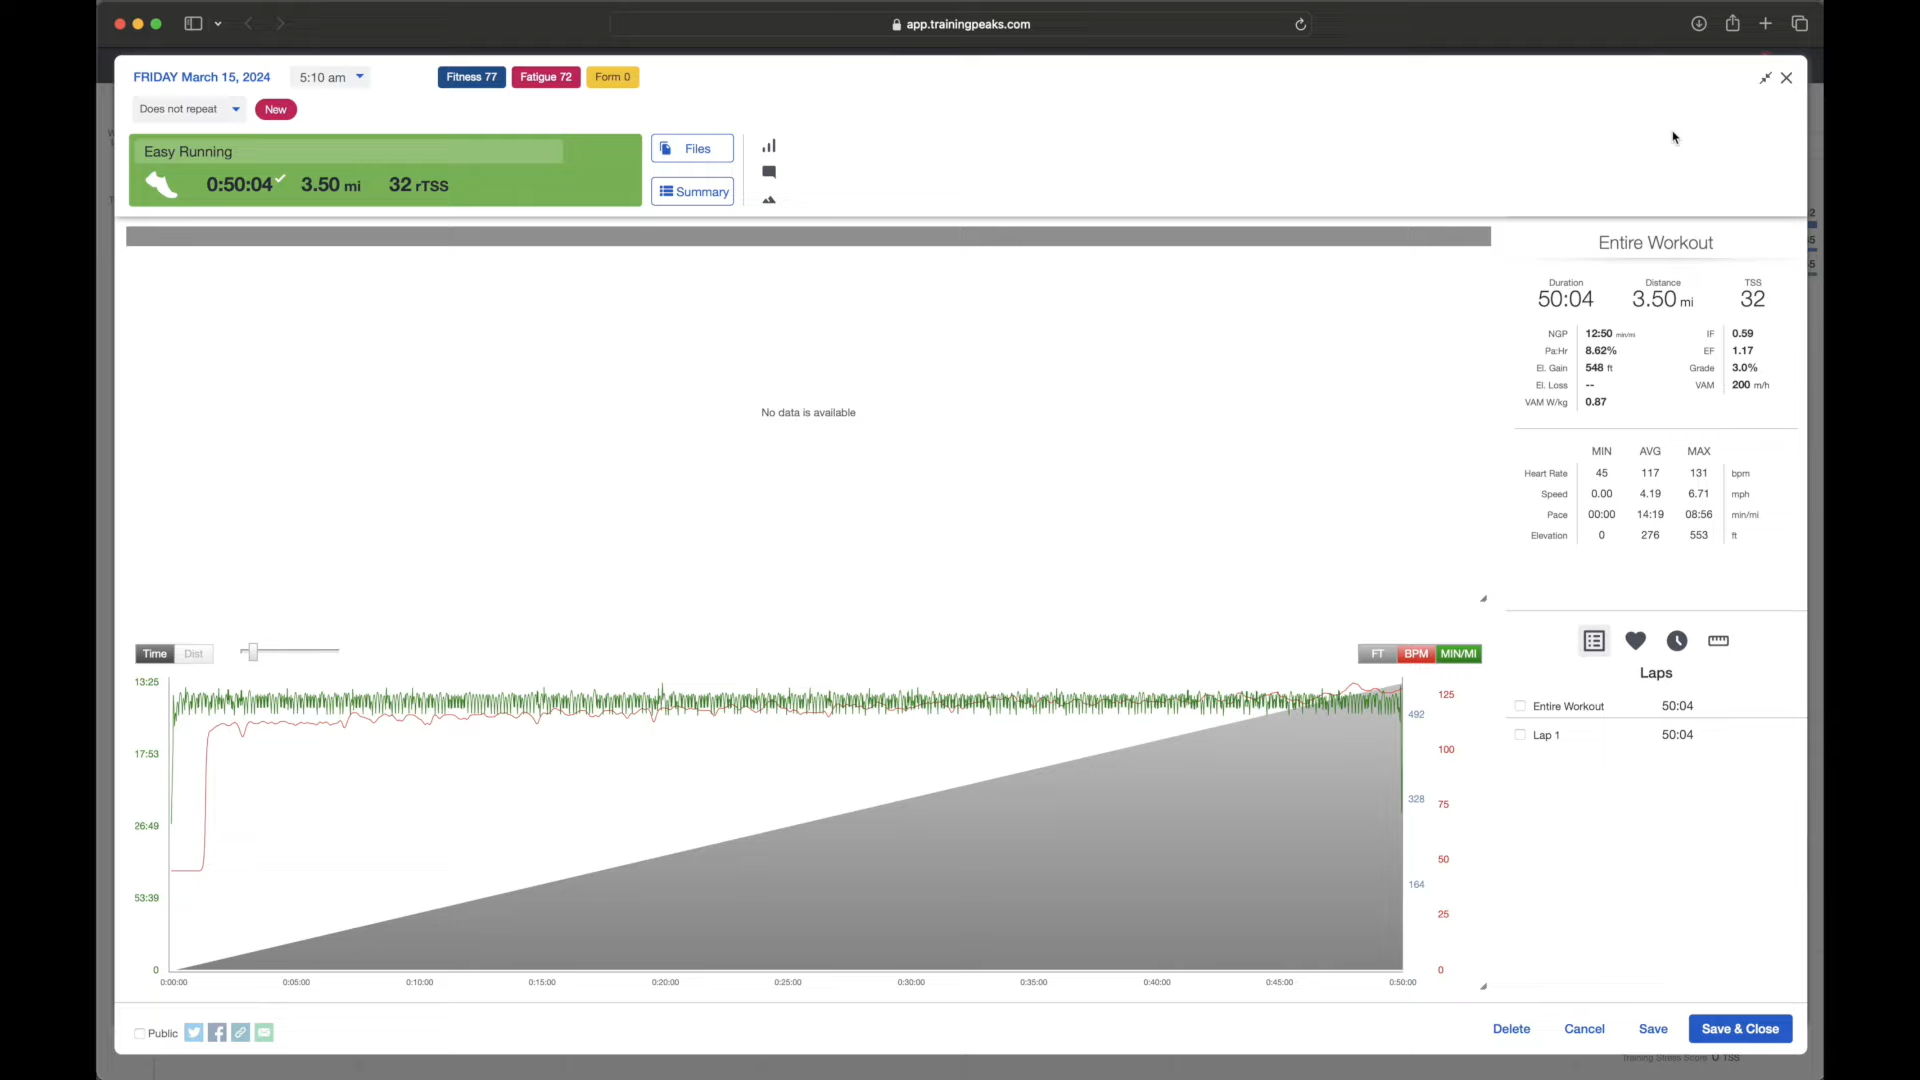 app.trainingpeaks.com
FRIDAY March 15, 2024
5:10 am
Fitness 77
Fatigue 72
Form 0
Does not repeat
New
Easy Running
0:50:04
3.50 mi
32 rTSS
Files
Summary
Entire Workout
Duration
Distance
TSS
50:04
3.50 mi
32
NGP 12:50 min/mi IF 0.59
Pa:Hr 8.62% EF 1.17
El. Gain 548 ft Grade 3.0%
El. Loss -- VAM 200 m/h
VAM W/kg 0.87
MIN AVG MAX
Heart Rate 45 117 131 bpm
Speed 0.00 4.19 6.71 mph
Pace 00:00 14:19 08:56 min/mi
Elevation 0 276 553 ft
No data is available
Time Dist
FT BPM MIN/MI
13:25
17:53
26:49
53:39
0
492
328
164
125
100
75
50
25
0
0:00:00 0:05:00 0:10:00 0:15:00 0:20:00 0:25:00 0:30:00 0:35:00 0:40:00 0:45:00 0:50:00
Laps
Entire Workout 50:04
Lap 1 50:04
Public
Delete
Cancel
Save
Save & Close
Training Stress Score 0 TSS